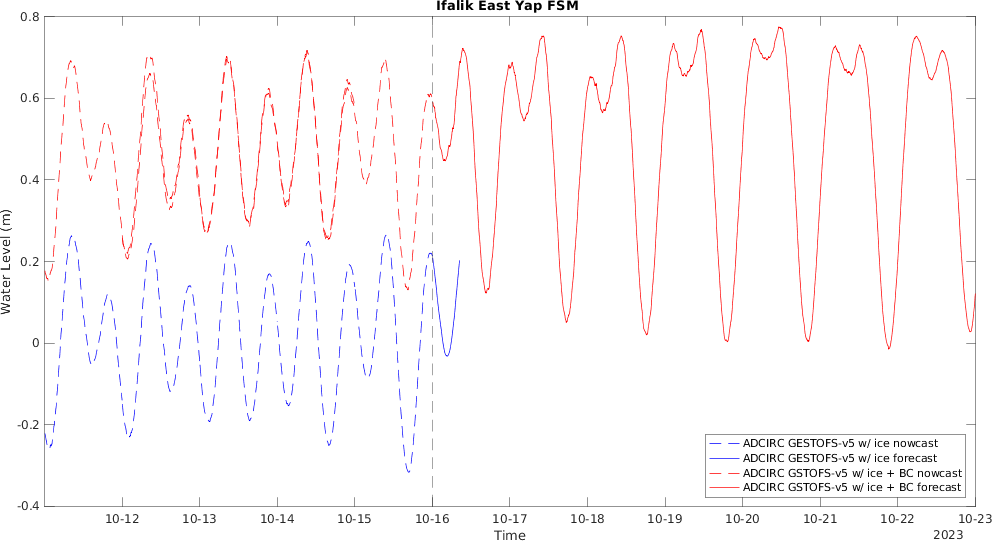 Ifalik East Yap FSM
0.8
0.6
0.4
0.2
0
-0.2
-0.4
Water Level (m)
10-12 10-13 10-14 10-15 10-16 10-17 10-18 10-19 10-20 10-21 10-22 10-23
Time
2023
ADCIRC GESTOFS-v5 w/ ice nowcast
ADCIRC GESTOFS-v5 w/ ice forecast
ADCIRC GSTOFS-v5 w/ ice + BC nowcast
ADCIRC GSTOFS-v5 w/ ice + BC forecast